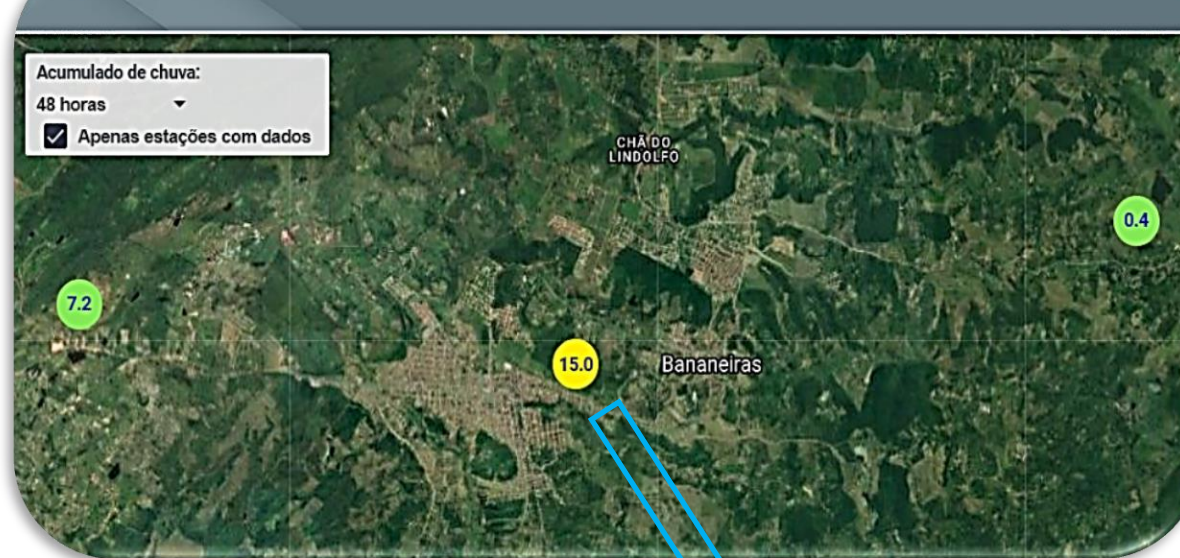 Acumulado de chuva:
48 horas
Apenas estações com dados
CHÃ DO
LINDOLFO
0.4
7.2
15.0
Bananeiras